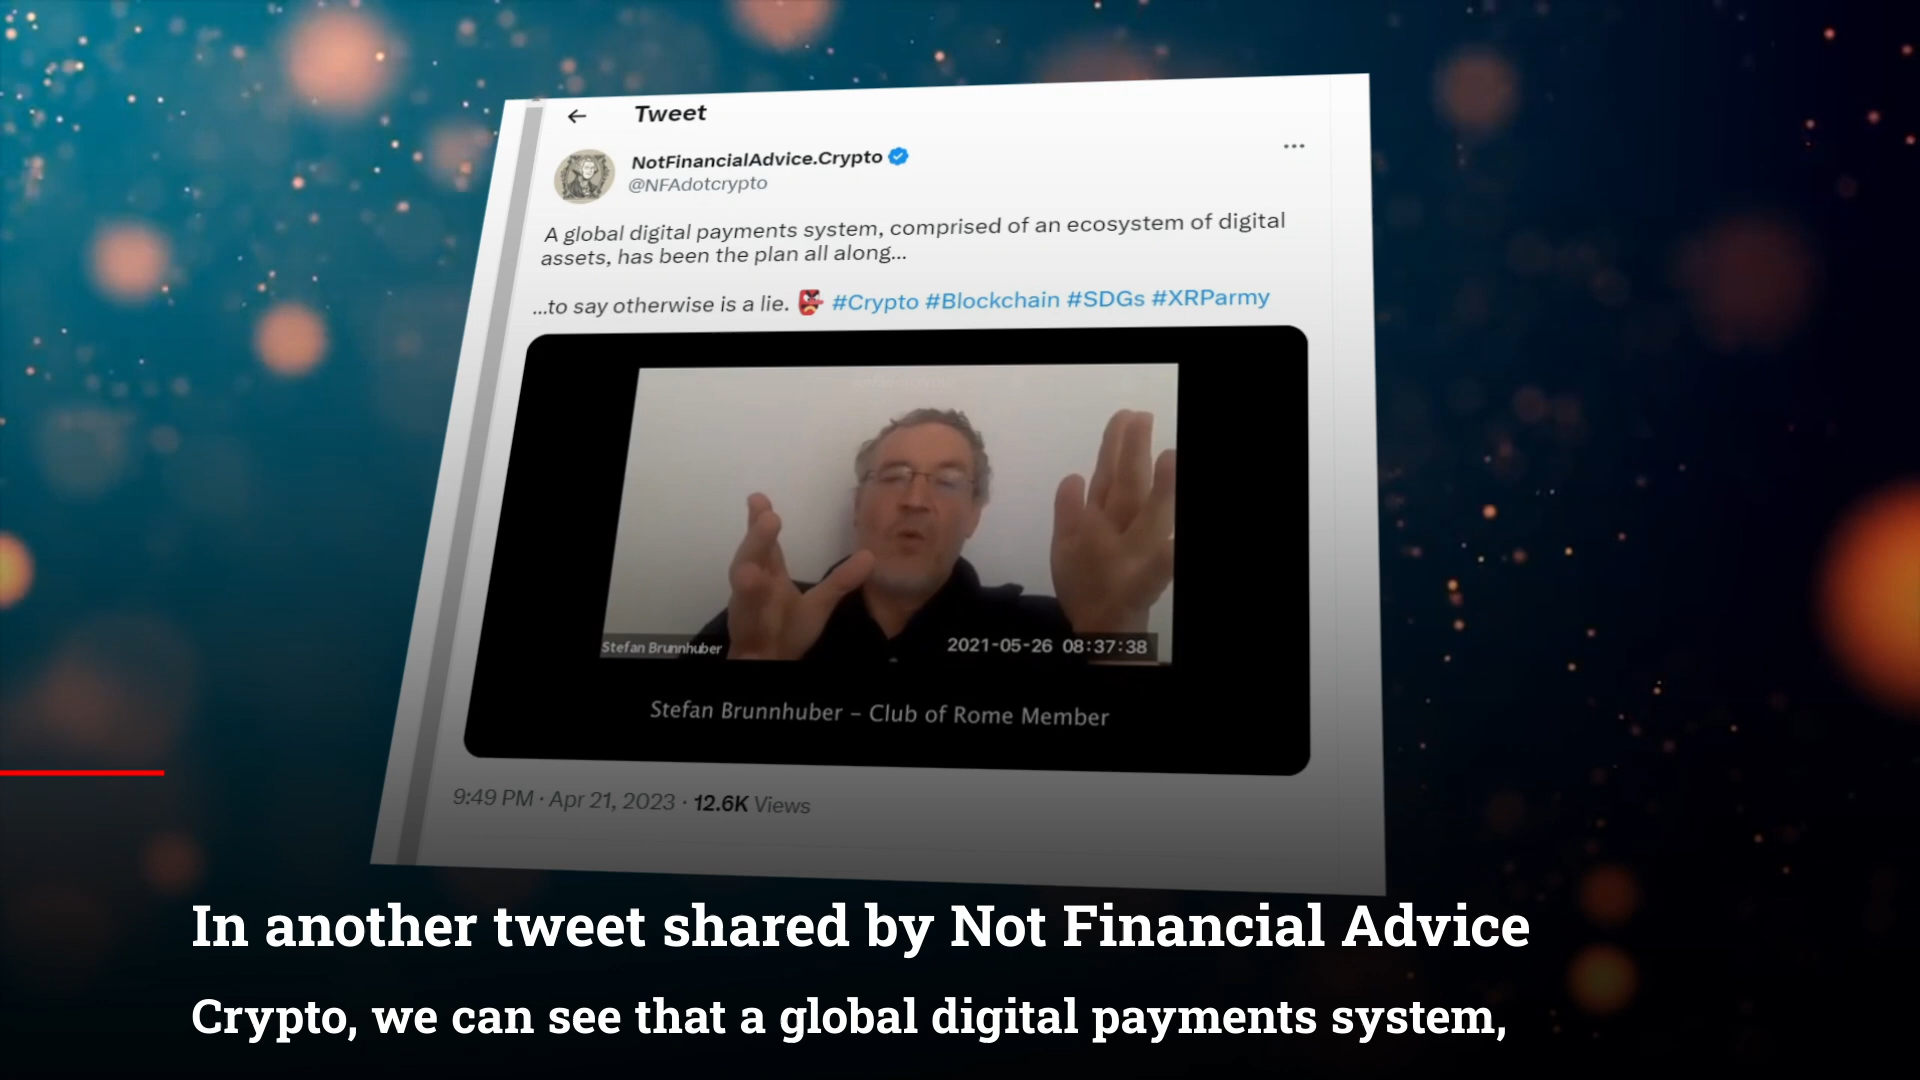 Tweet
NotFinancialAdvice.Crypto
@NFAdotcrypto
A global digital payments system, comprised of an ecosystem of digital
assets, has been the plan all along...
...to say otherwise is a lie. 👺 #Crypto #Blockchain #SDGs #XRParmy
Stefan Brunnhuber
2021-05-26 08:37:38
Stefan Brunnhuber – Club of Rome Member
9:49 PM · Apr 21, 2023 · 12.6K Views
In another tweet shared by Not Financial Advice
Crypto, we can see that a global digital payments system,